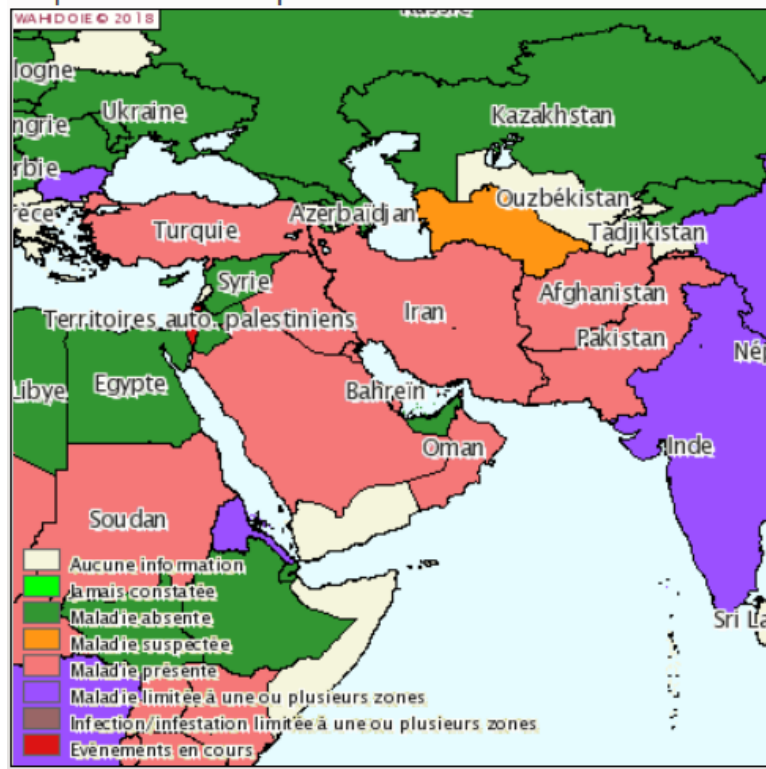 WAHIDOIE © 2018
Russie
logne
Ukraine
Kazakhstan
ngrie
rbie
Ouzbékistan
rèce
Azerbaïdjan
Turquie
Tadjikistan
Syrie
Afghanistan
Iran
Territoires auto. palestiniens
Pakistan
Nép
Libye
Egypte
Bahreïn
Oman
Inde
Soudan
Sri La
Aucune information
Jamais constatée
Maladie absente
Maladie suspectée
Maladie présente
Maladie limitée à une ou plusieurs zones
Infection/infestation limitée à une ou plusieurs zones
Evènements en cours